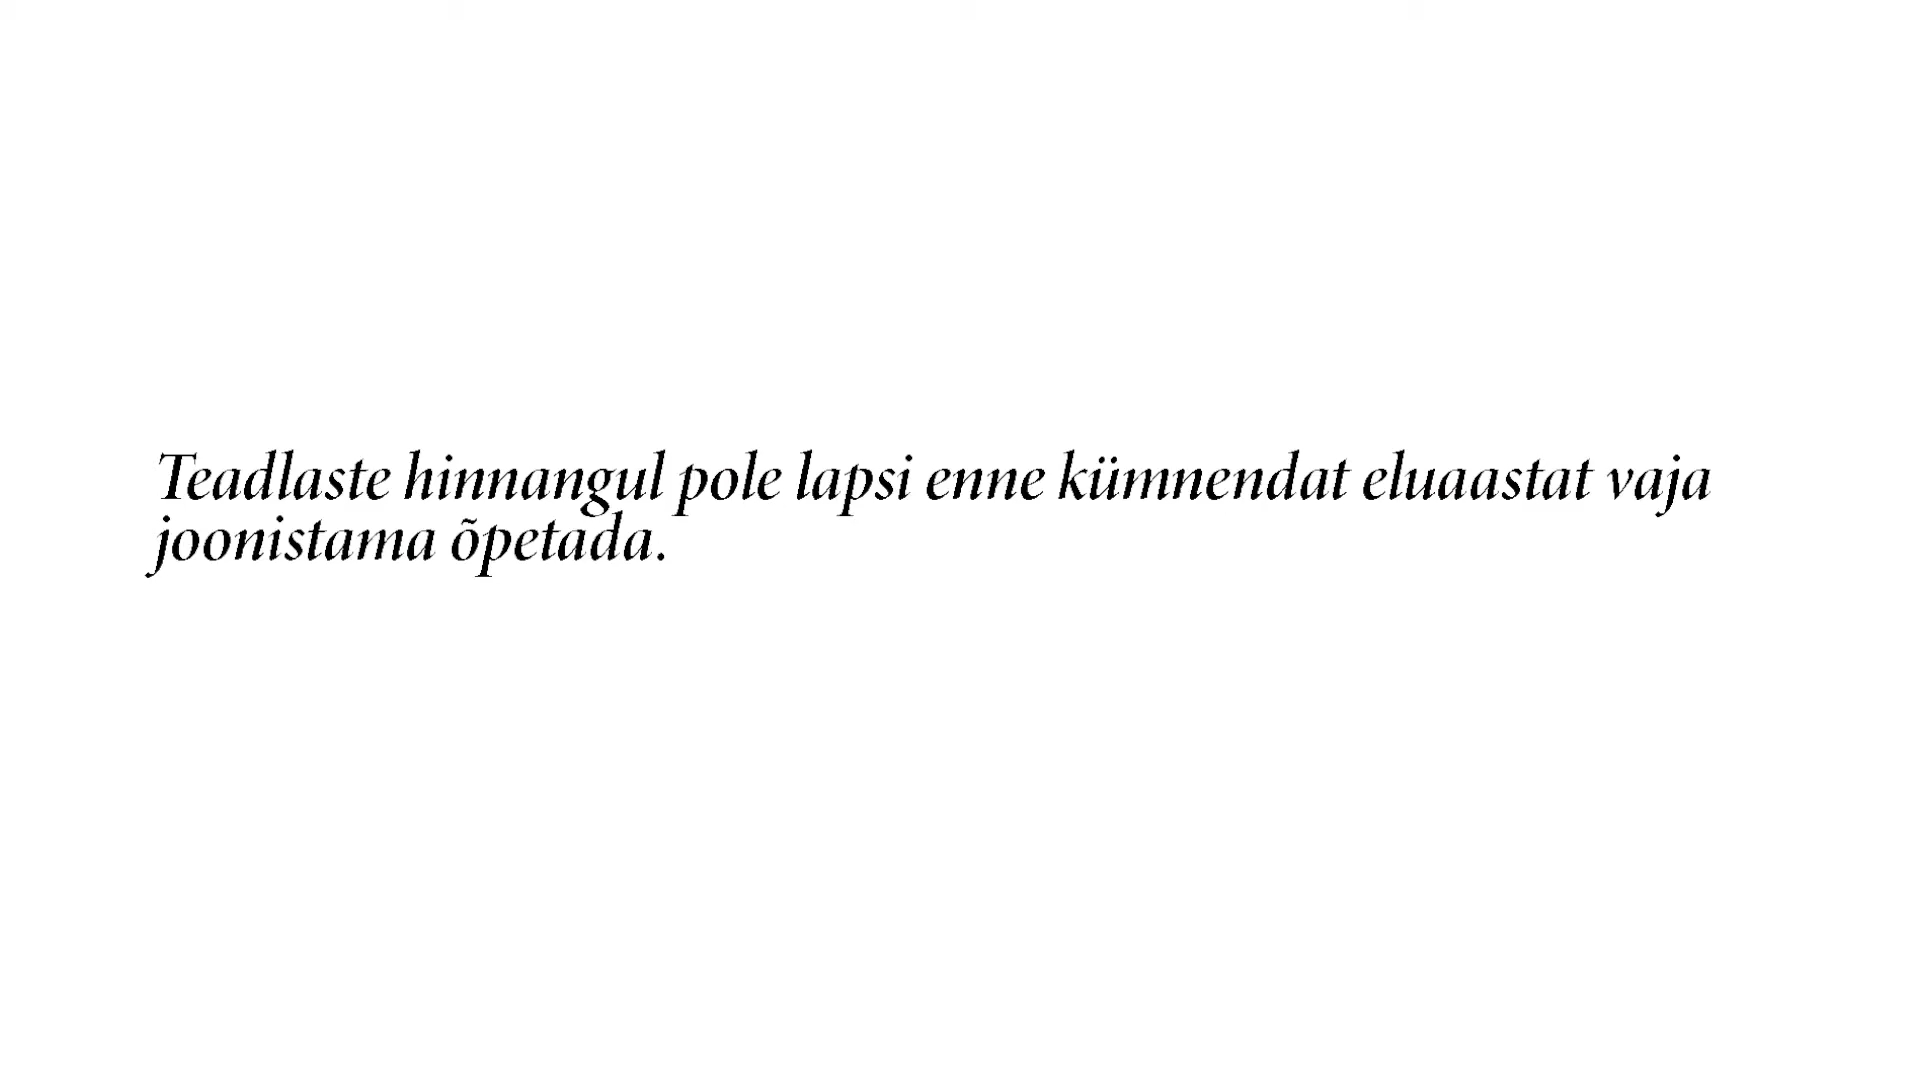 Teadlaste hinnangul pole lapsi enne kümnendat eluaastat vaja
joonistama õpetada.